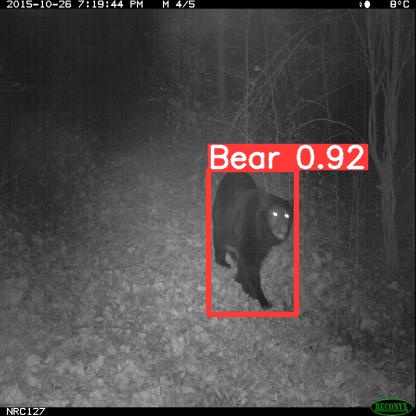 2015-10-26 7:19:44 PM M 4/5 8°C
Bear 0.92
NRC127
RECONYX